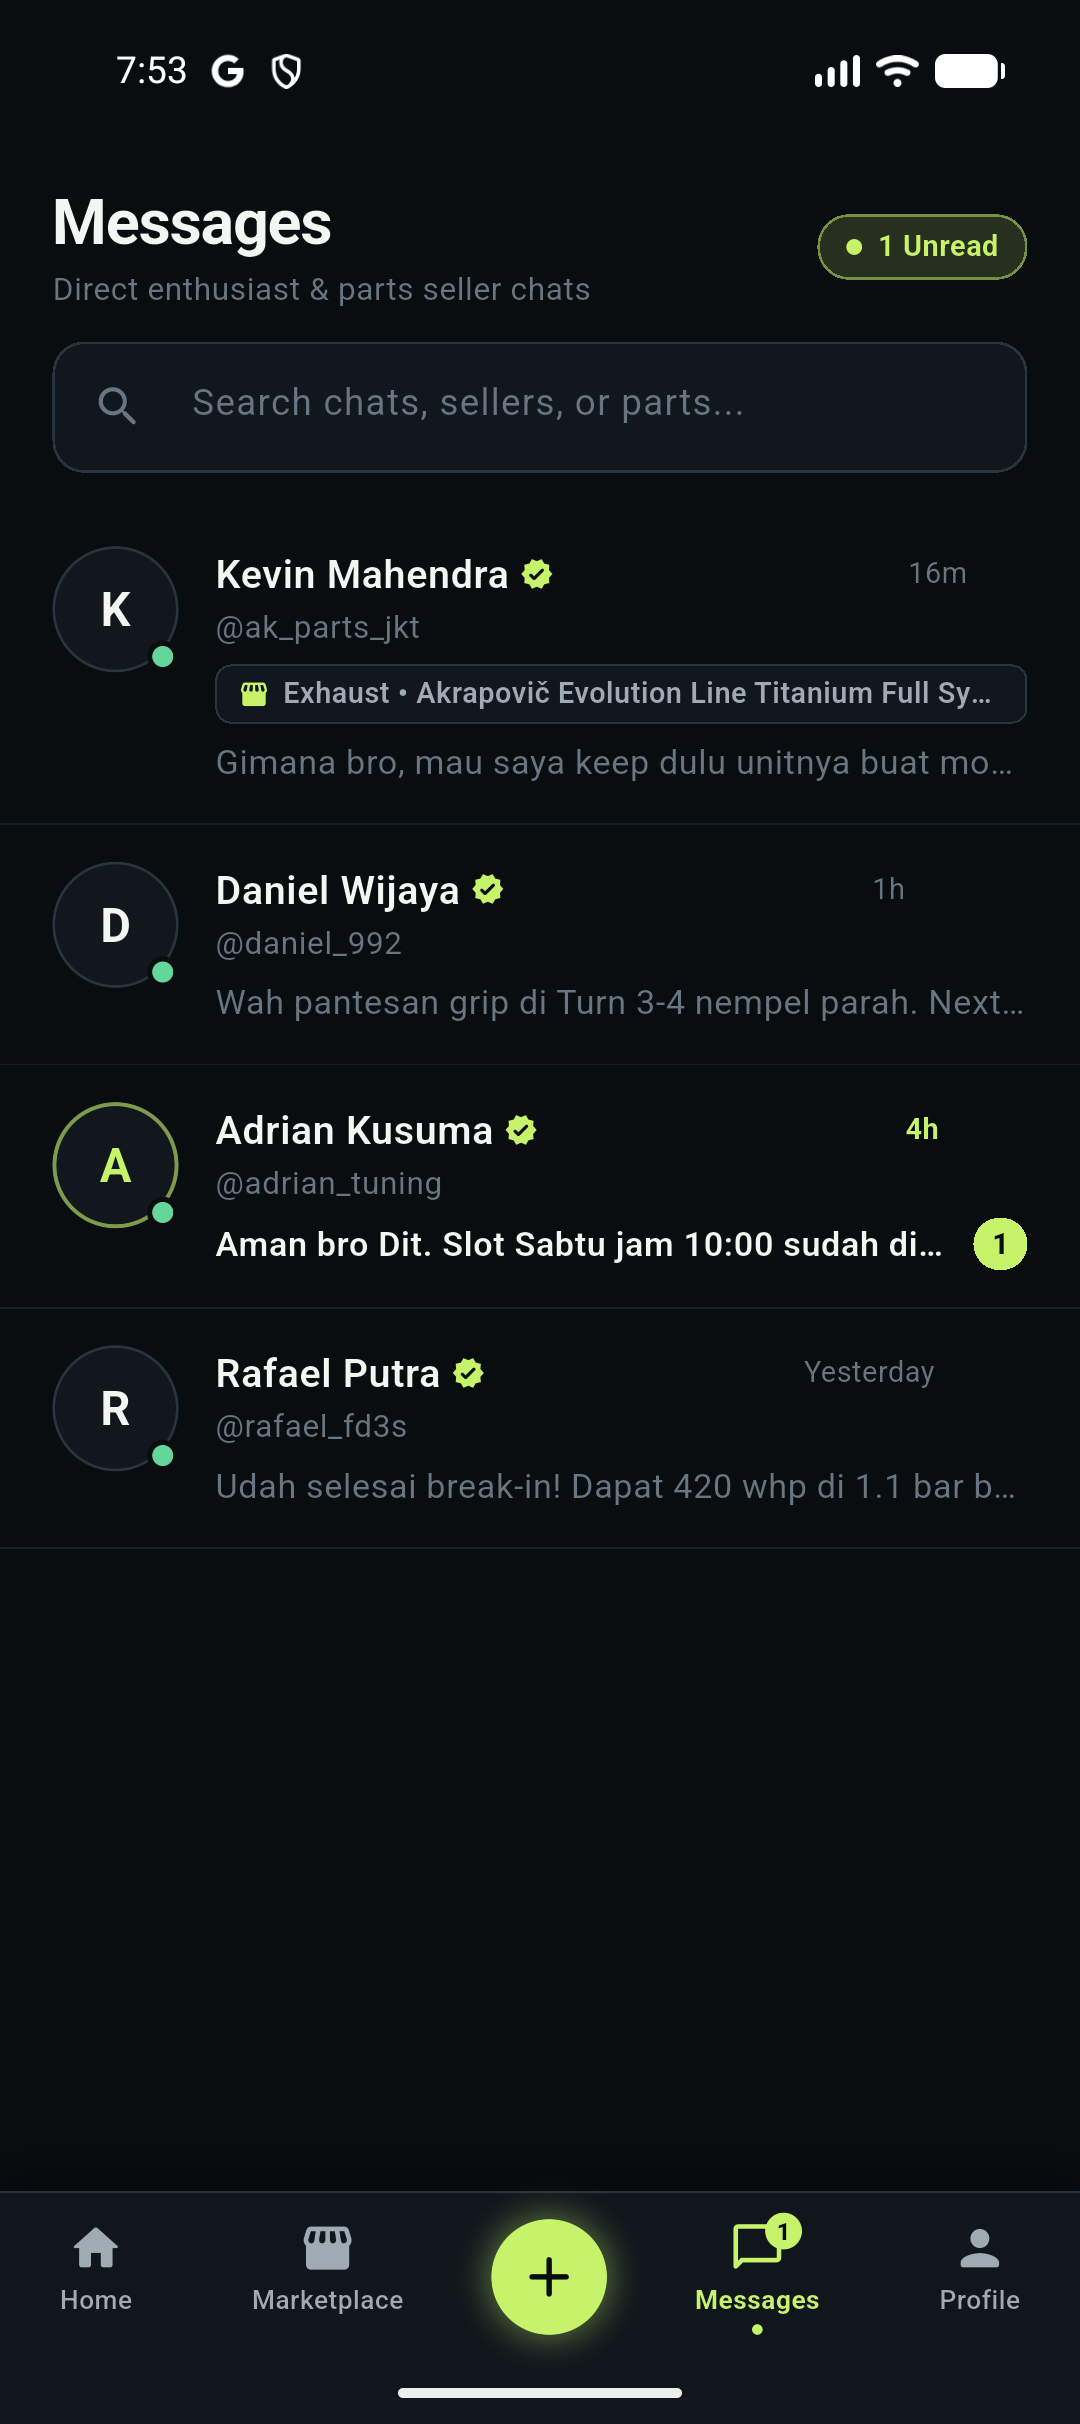 7:53
Messages
Direct enthusiast & parts seller chats
1 Unread
Search chats, sellers, or parts...
K
Kevin Mahendra
16m
@ak_parts_jkt
Exhaust • Akrapovič Evolution Line Titanium Full Sy...
Gimana bro, mau saya keep dulu unitnya buat mo...
D
Daniel Wijaya
1h
@daniel_992
Wah pantesan grip di Turn 3-4 nempel parah. Next...
A
Adrian Kusuma
4h
@adrian_tuning
Aman bro Dit. Slot Sabtu jam 10:00 sudah di...
1
R
Rafael Putra
Yesterday
@rafael_fd3s
Udah selesai break-in! Dapat 420 whp di 1.1 bar b...
1
Home
Marketplace
Messages
Profile